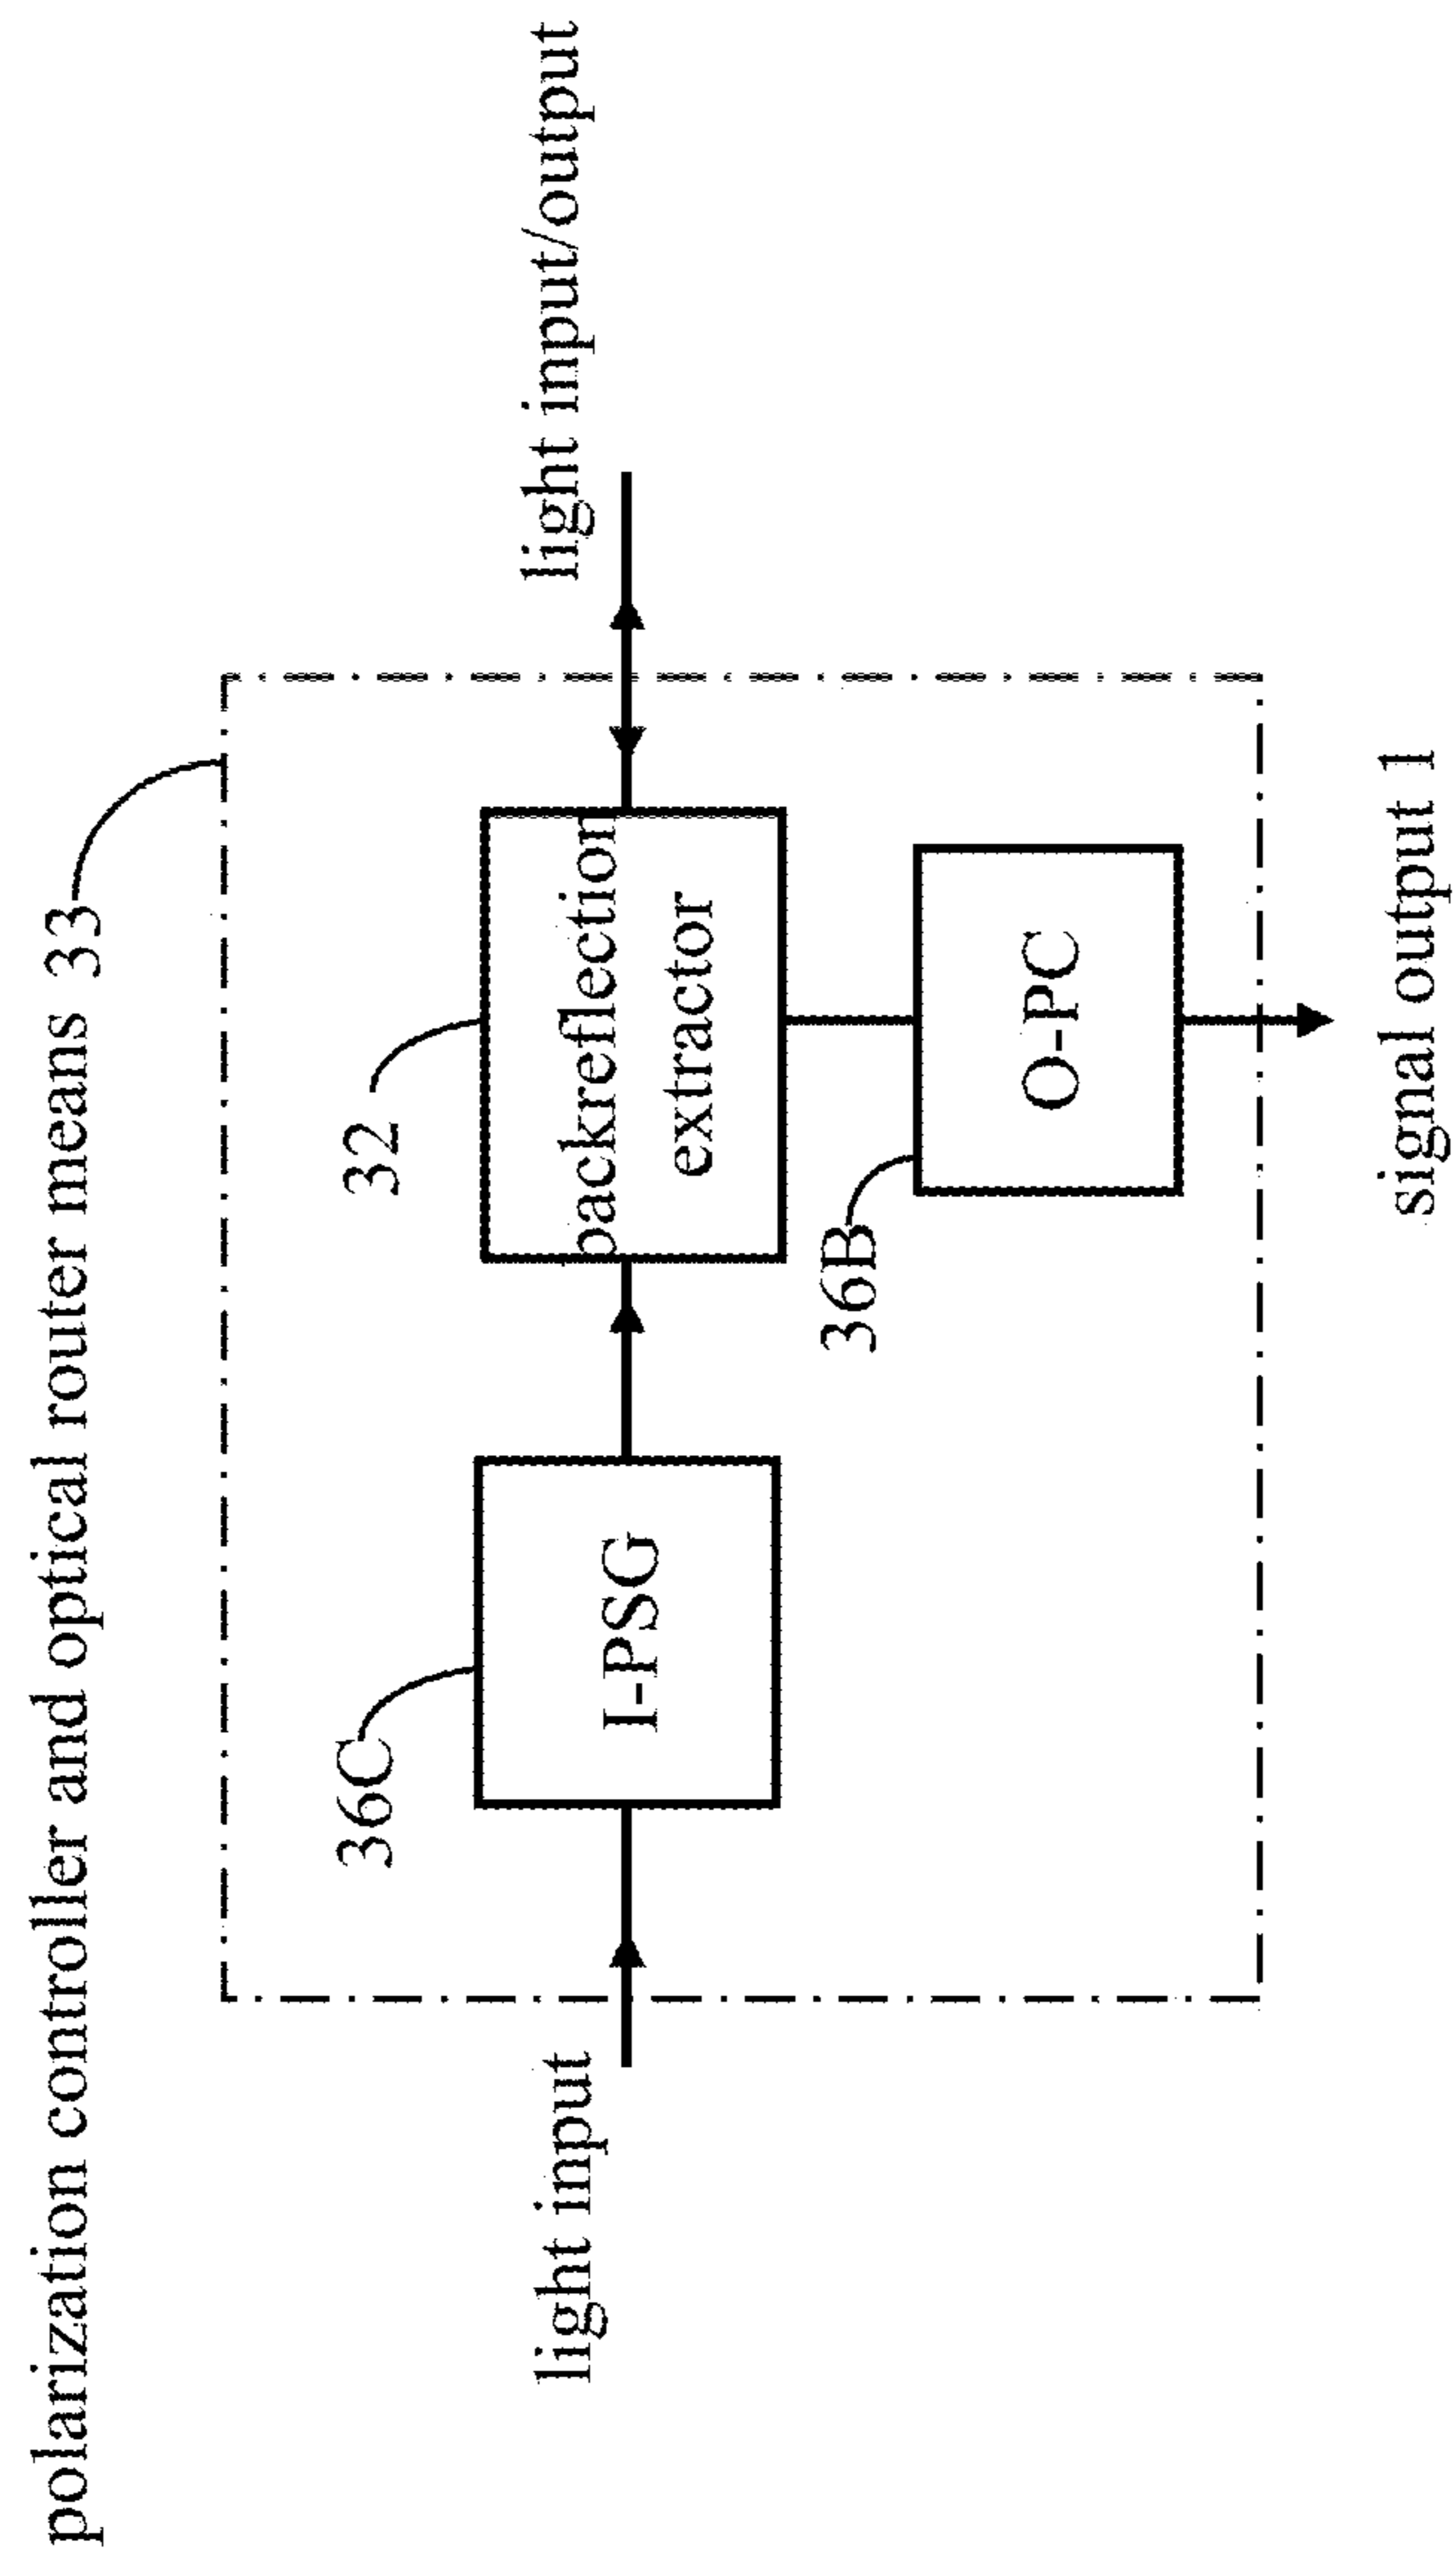 polarization controller and optical router means 33
36C
32
light input
I-PSG
backreflection
extractor
light input/output
36B
O-PC
signal output 1